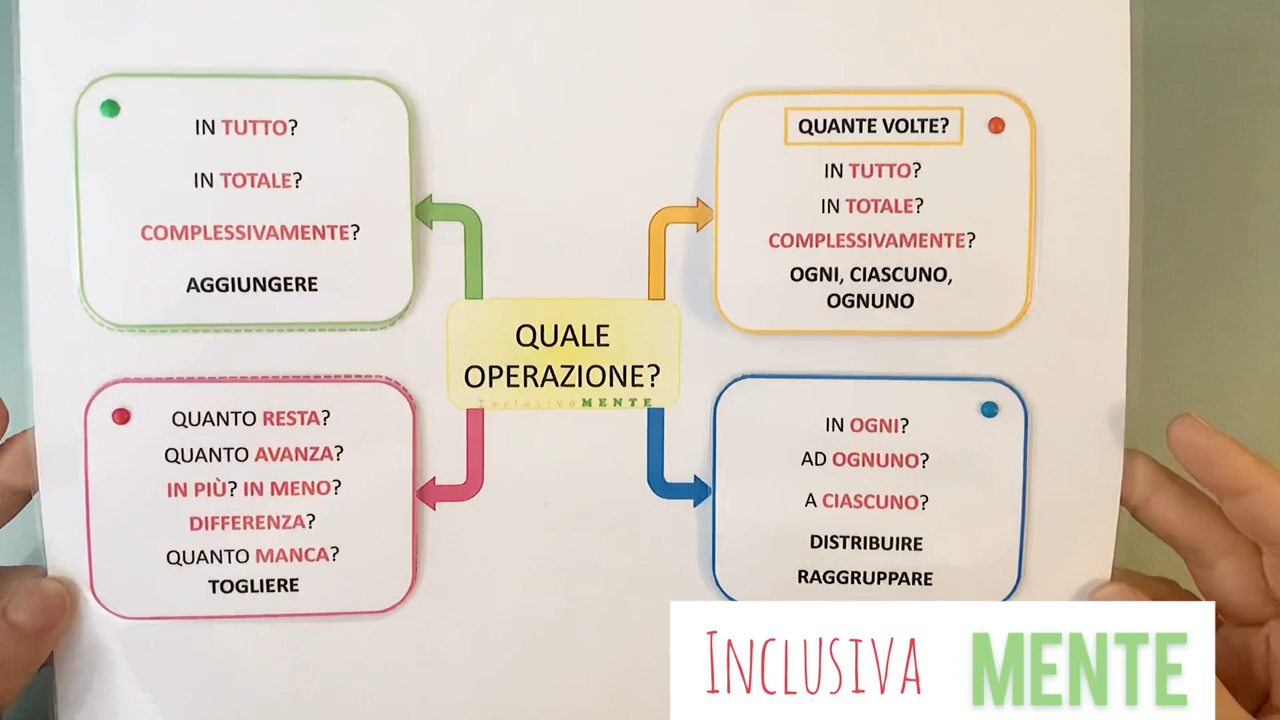 IN TUTTO?
IN TOTALE?
COMPLESSIVAMENTE?
AGGIUNGERE
QUANTE VOLTE?
IN TUTTO?
IN TOTALE?
COMPLESSIVAMENTE?
OGNI, CIASCUNO,
OGNUNO
QUALE
OPERAZIONE?
InclusivaMENTE
QUANTO RESTA?
QUANTO AVANZA?
IN PIÙ? IN MENO?
DIFFERENZA?
QUANTO MANCA?
TOGLIERE
IN OGNI?
AD OGNUNO?
A CIASCUNO?
DISTRIBUIRE
RAGGRUPPARE
INCLUSIVA MENTE